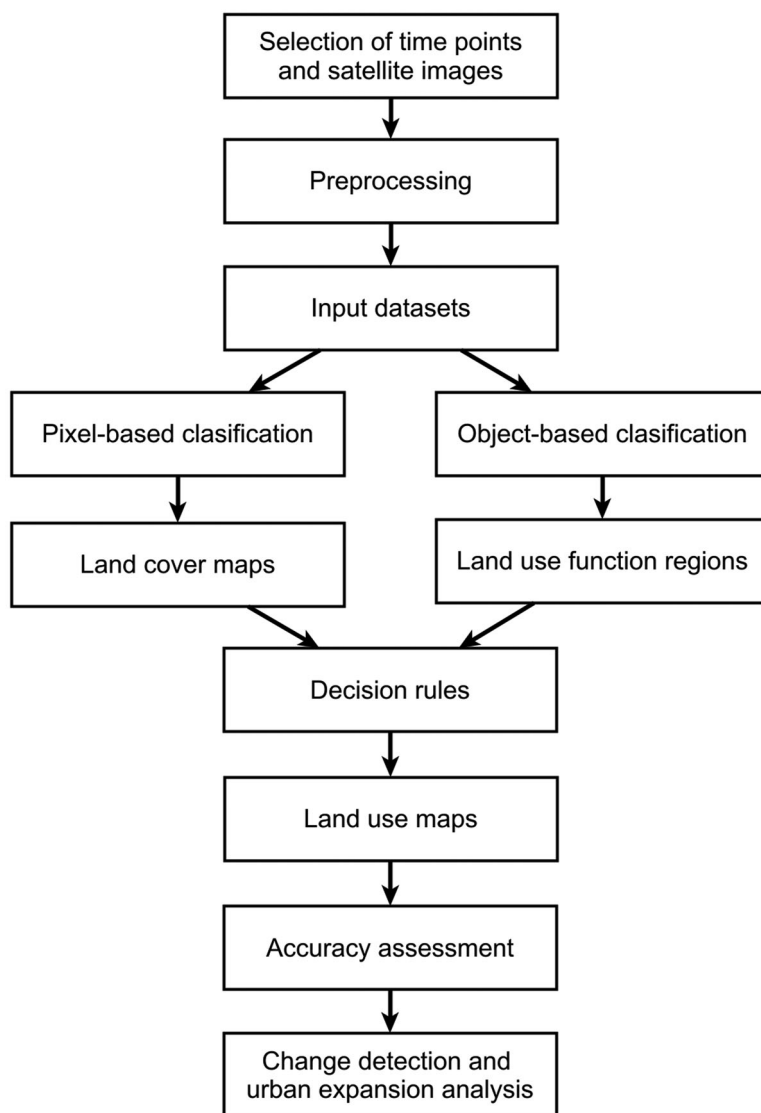 Selection of time points
and satellite images
Preprocessing
Input datasets
Pixel-based clasification
Object-based clasification
Land cover maps
Land use function regions
Decision rules
Land use maps
Accuracy assessment
Change detection and
urban expansion analysis